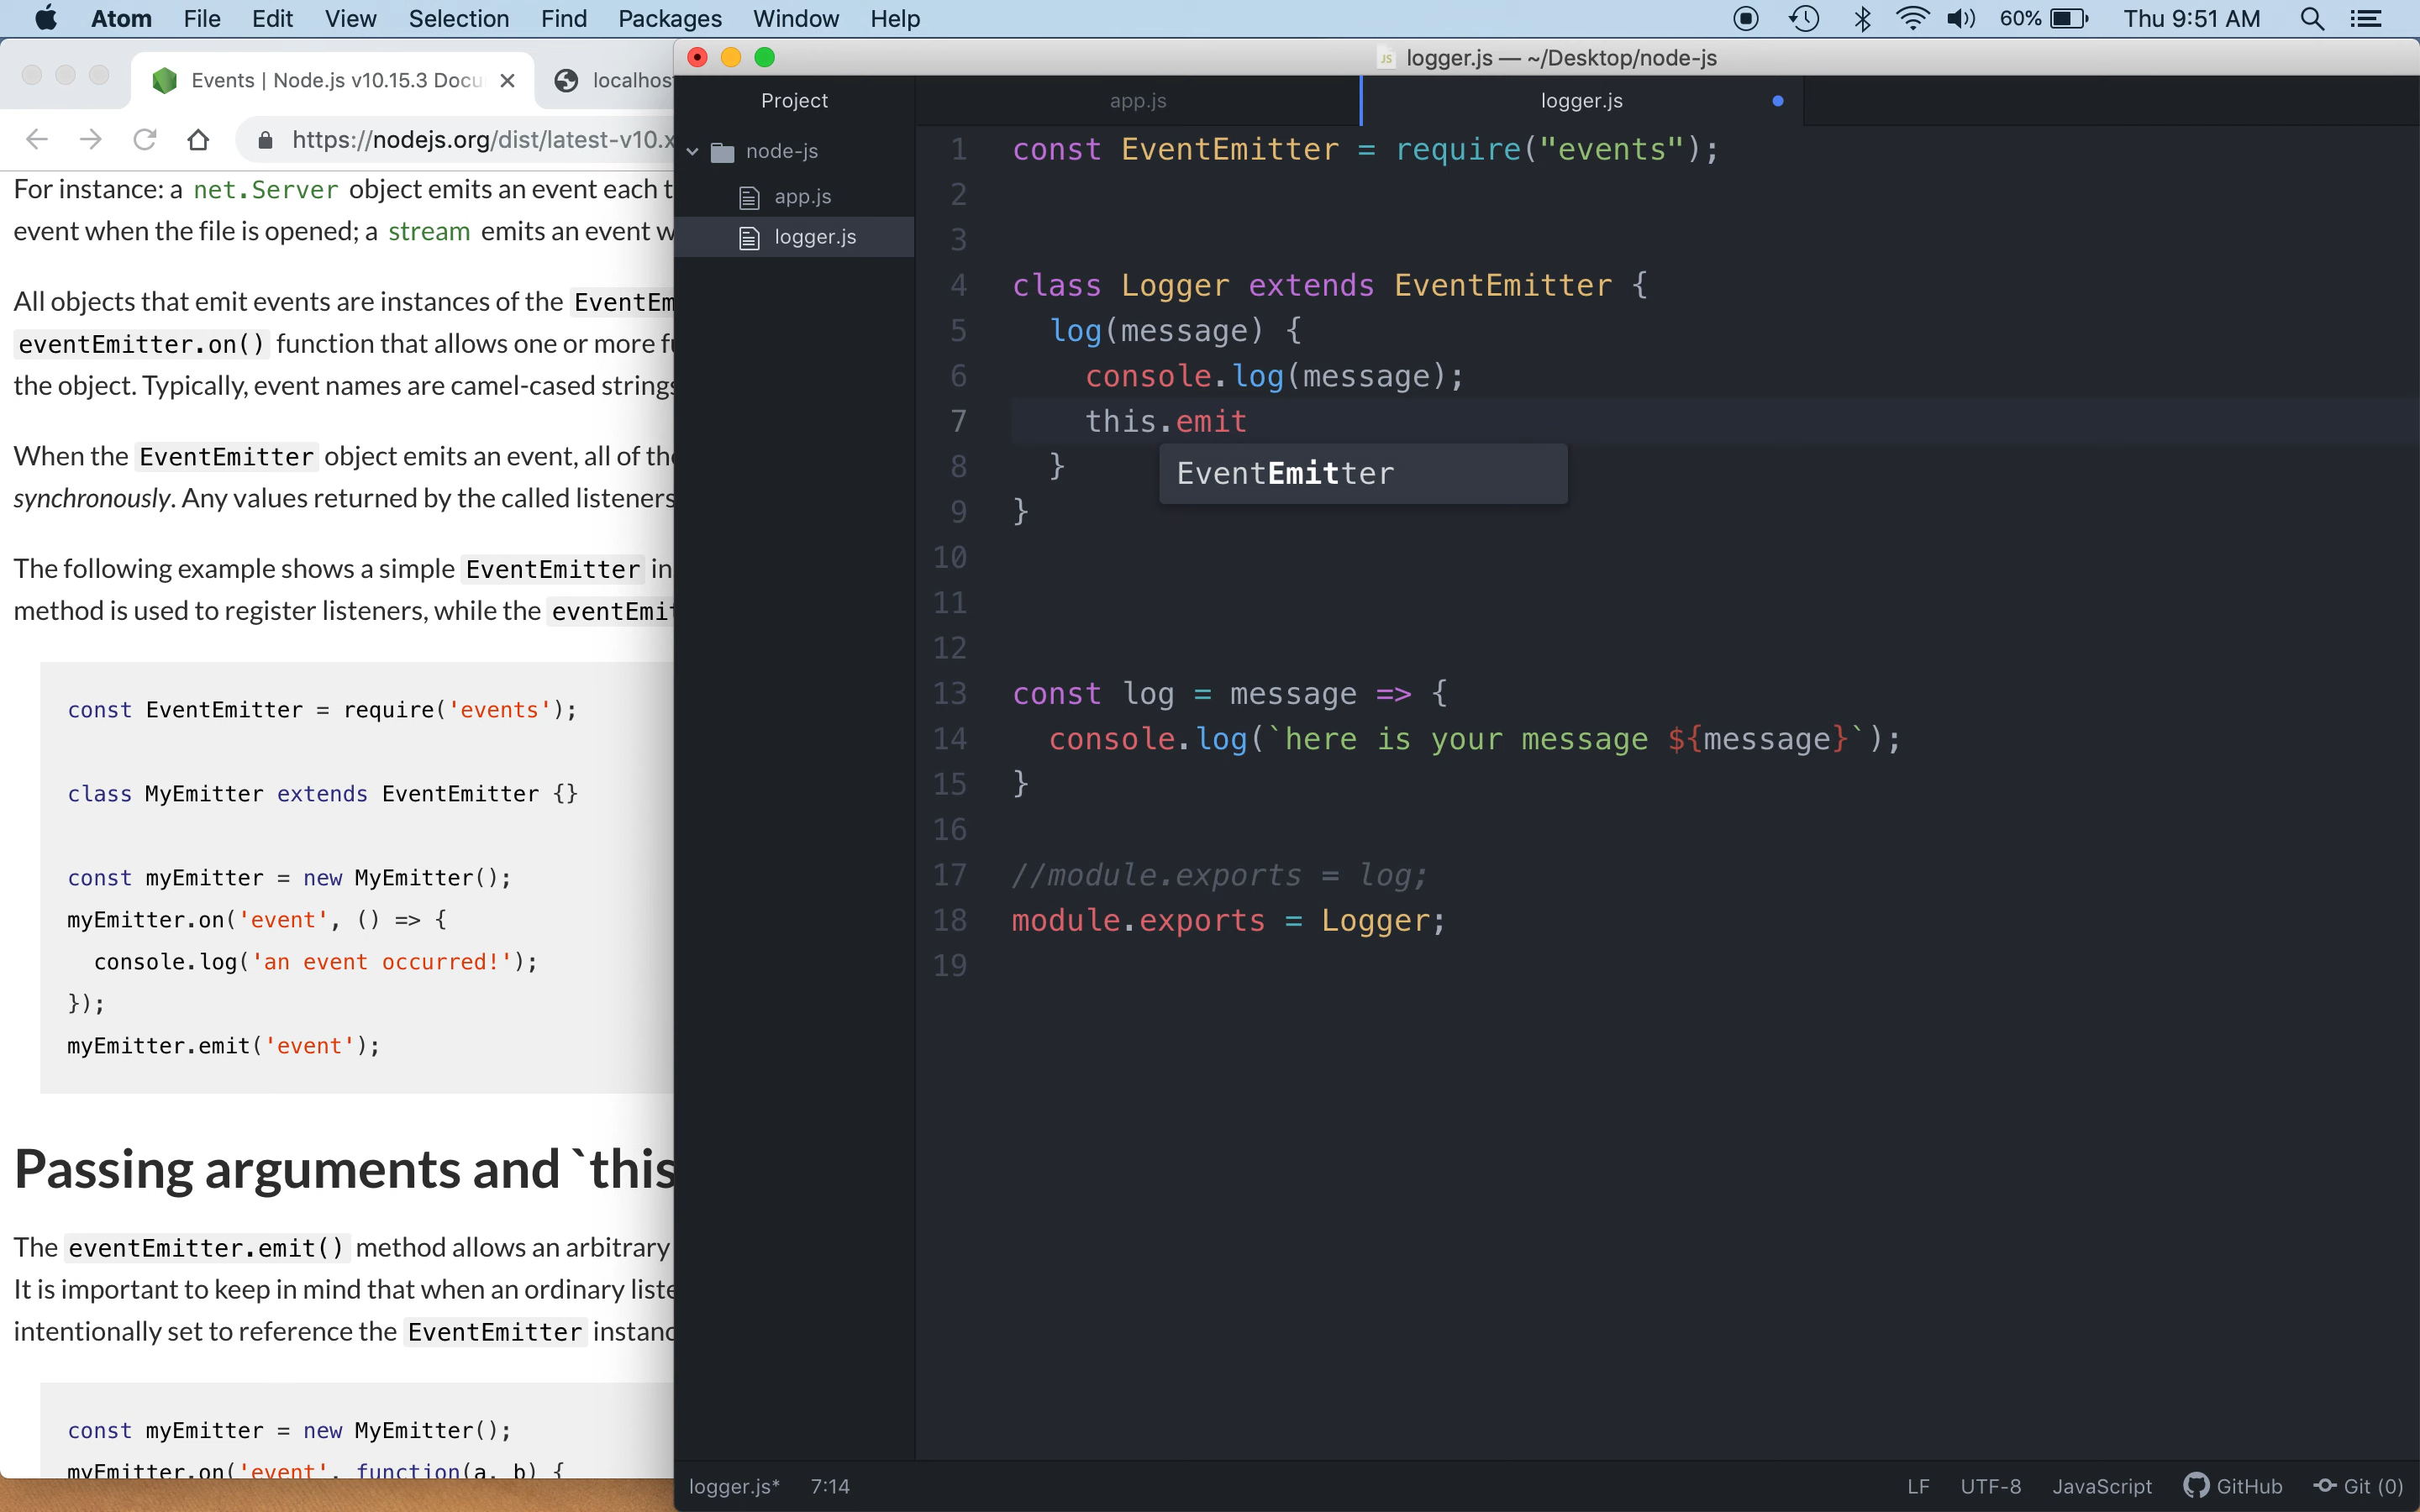 Atom File Edit View Selection Find Packages Window Help 60% Thu 9:51 AM
Events | Node.js v10.15.3 Docu
localhos
https://nodejs.org/dist/latest-v10.x
For instance: a net.Server object emits an event each t
event when the file is opened; a stream emits an event w
All objects that emit events are instances of the EventEm
eventEmitter.on() function that allows one or more fu
the object. Typically, event names are camel-cased strings
When the EventEmitter object emits an event, all of the
synchronously. Any values returned by the called listeners
The following example shows a simple EventEmitter in
method is used to register listeners, while the eventEmit
const EventEmitter = require('events');
class MyEmitter extends EventEmitter {}
const myEmitter = new MyEmitter();
myEmitter.on('event', () => {
console.log('an event occurred!');
});
myEmitter.emit('event');
Passing arguments and `this
The eventEmitter.emit() method allows an arbitrary
It is important to keep in mind that when an ordinary liste
intentionally set to reference the EventEmitter instanc
const myEmitter = new MyEmitter();
myEmitter.on('event', function(a, b) {
JS logger.js — ~/Desktop/node-js
Project
node-js
app.js
logger.js
app.js
logger.js
1 const EventEmitter = require("events");
2
3
4 class Logger extends EventEmitter {
5 log(message) {
6 console.log(message);
7 this.emit
EventEmitter
8 }
9 }
10
11
12
13 const log = message => {
14 console.log(`here is your message ${message}`);
15 }
16
17 //module.exports = log;
18 module.exports = Logger;
19
logger.js* 7:14
LF UTF-8 JavaScript GitHub Git (0)